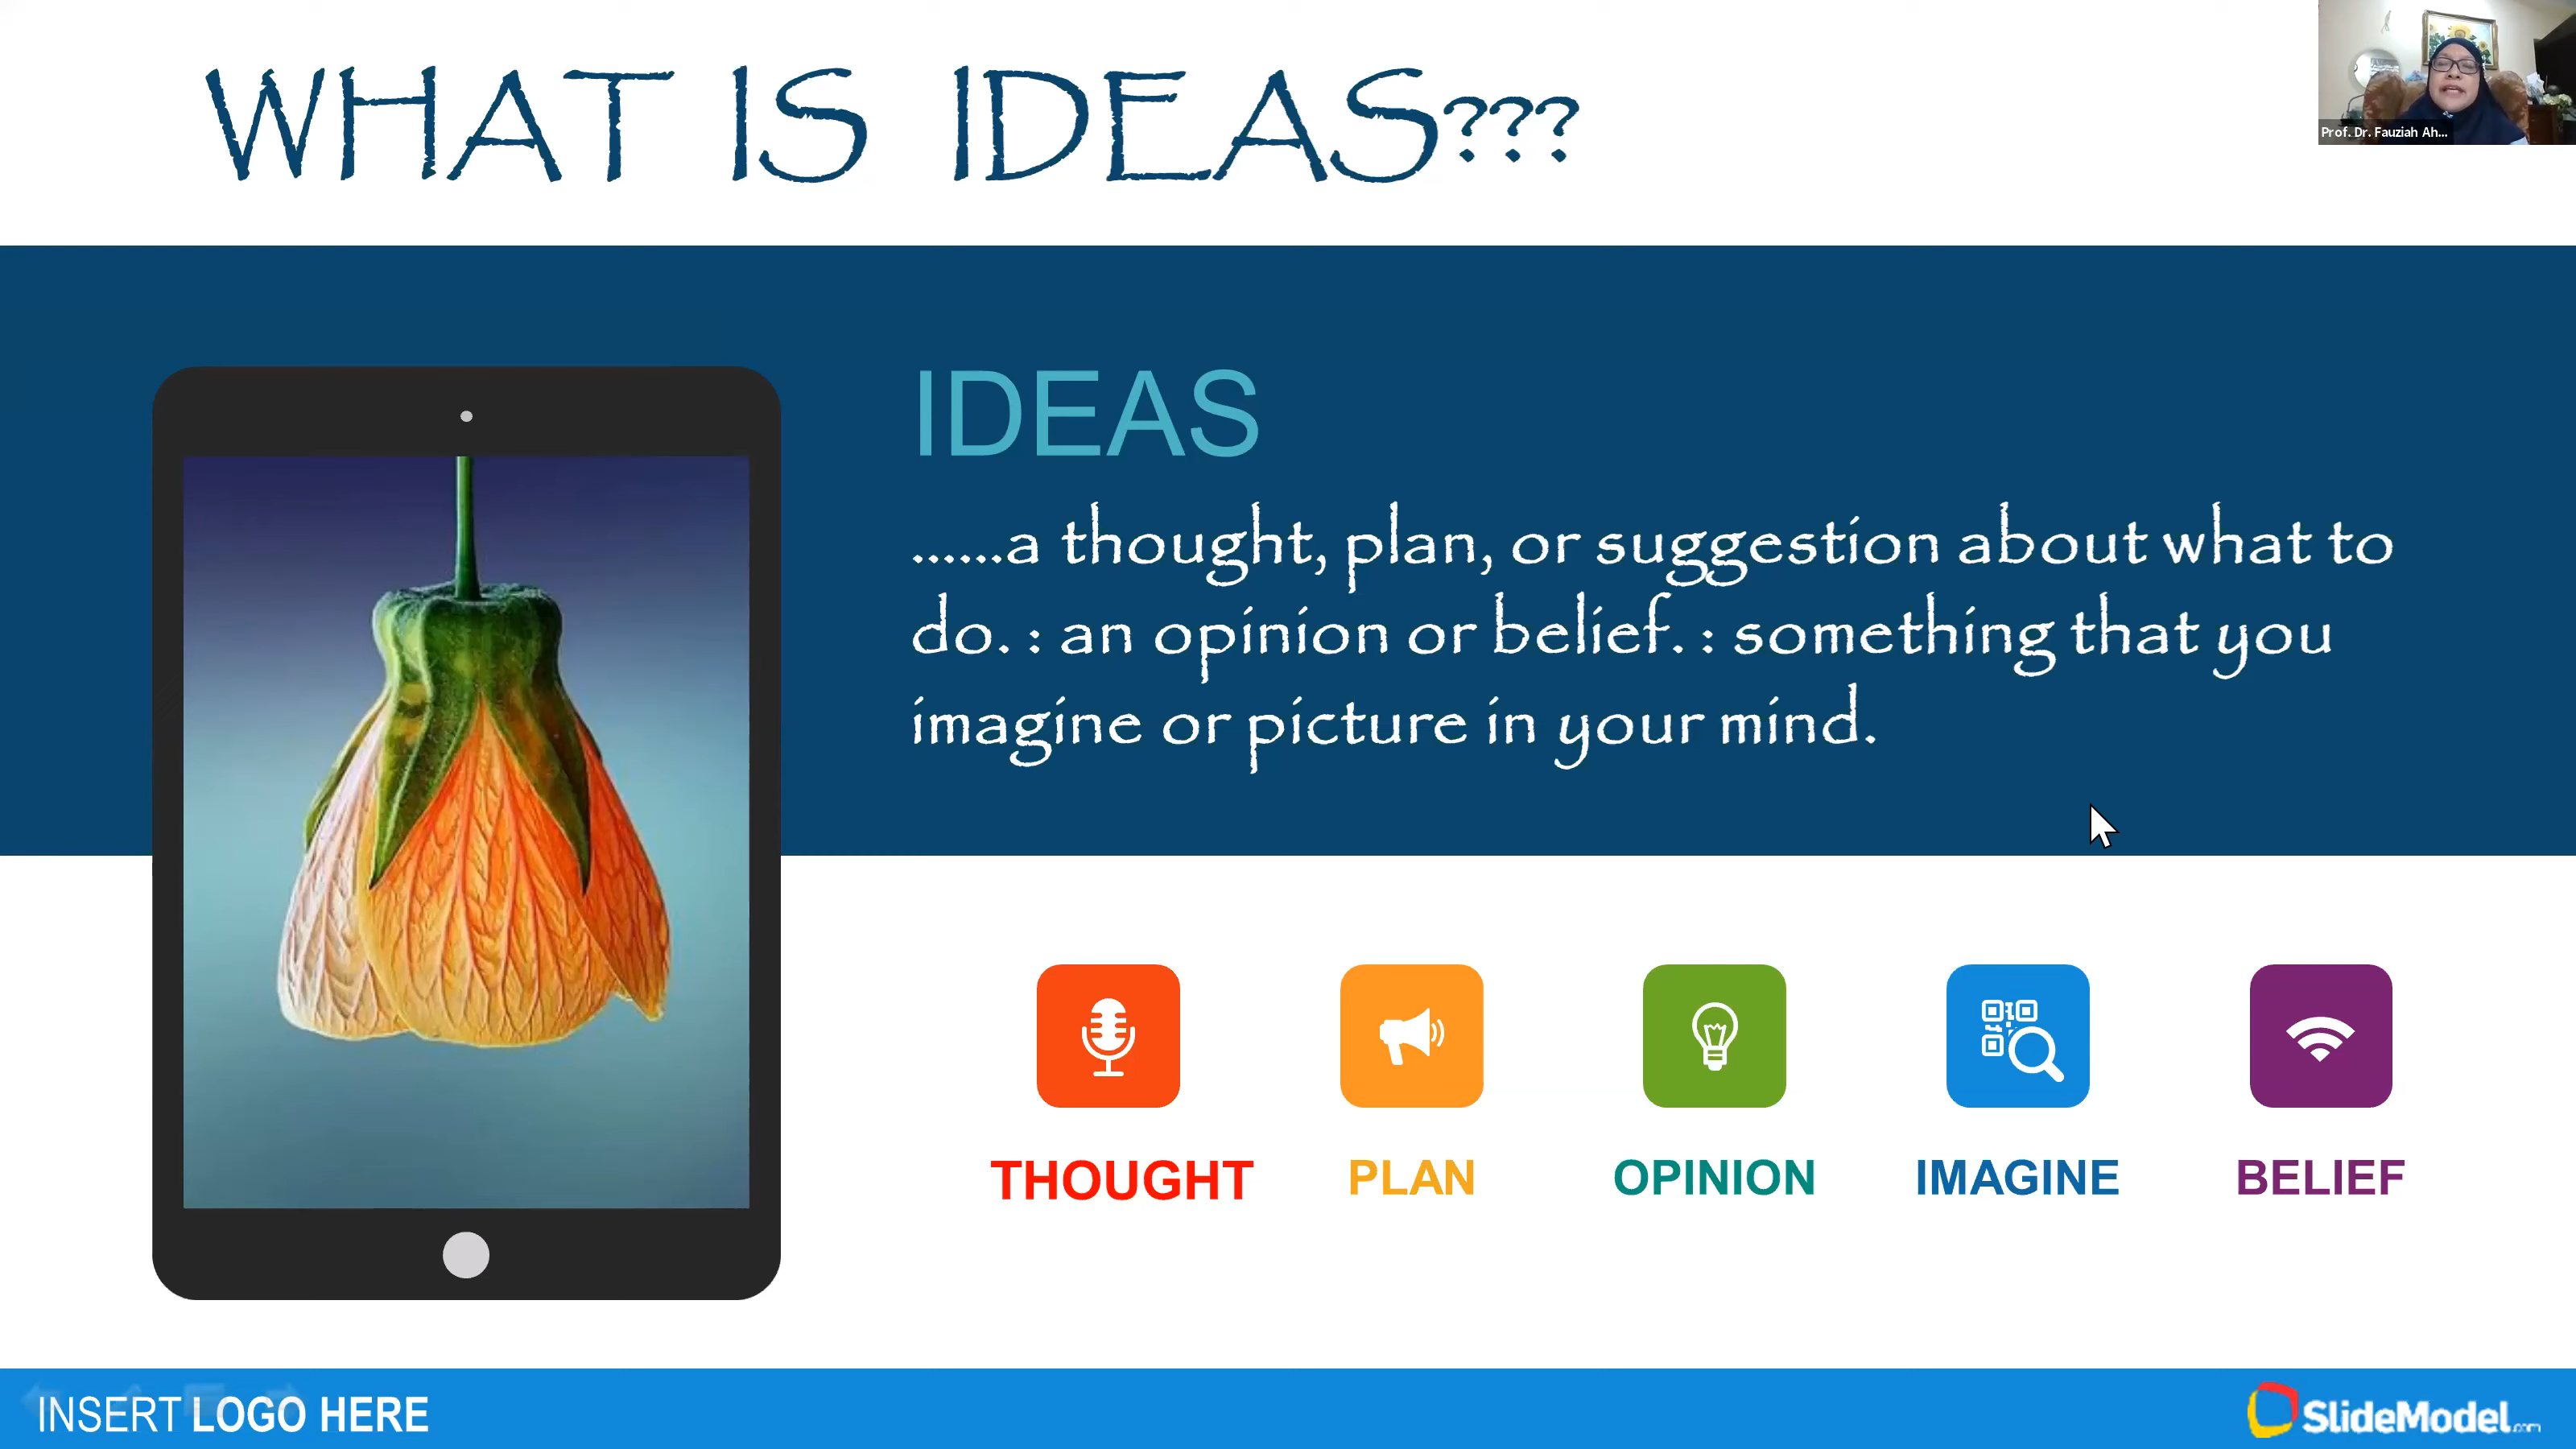 WHAT IS IDEAS???
Prof. Dr. Fauziah Ah...
IDEAS
......a thought, plan, or suggestion about what to
do. : an opinion or belief. : something that you
imagine or picture in your mind.
THOUGHT PLAN OPINION IMAGINE BELIEF
INSERT LOGO HERE
SlideModel.com